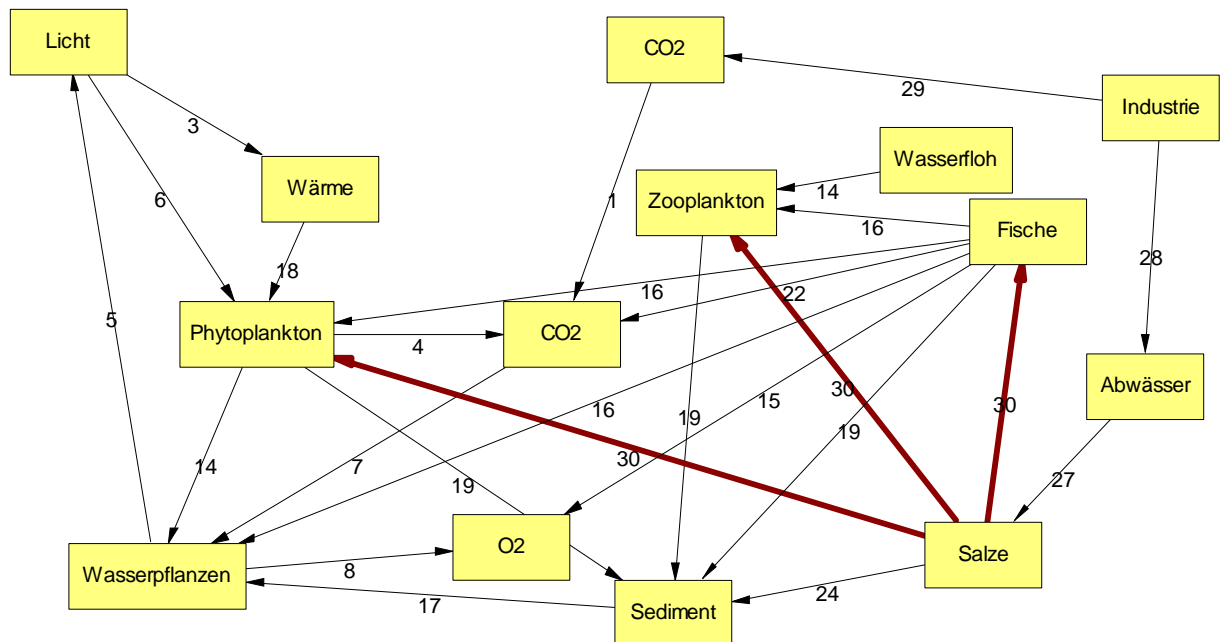 Licht
CO2
29
Industrie
3
Wasserfloh
Wärme
6
14
Zooplankton
1
16
Fische
28
18
16
22
5
Phytoplankton
4
CO2
Abwässer
30
15
30
19
16
19
30
14
7
19
27
O2
Salze
Wasserpflanzen
8
24
17
Sediment